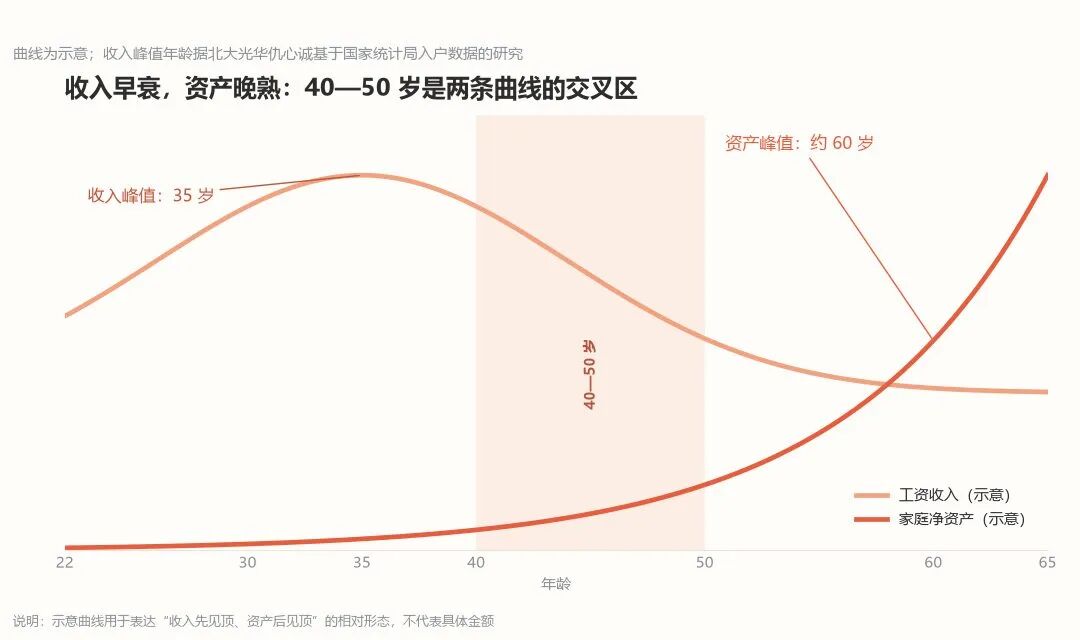 曲线为示意；收入峰值年龄据北大光华仇心诚基于国家统计局入户数据的研究
收入早衰，资产晚熟：40—50 岁是两条曲线的交叉区
资产峰值：约 60 岁
收入峰值：35 岁
40—50 岁
工资收入（示意）
家庭净资产（示意）
22 30 35 40 50 60 65
年龄
说明：示意曲线用于表达“收入先见顶、资产后见顶”的相对形态，不代表具体金额